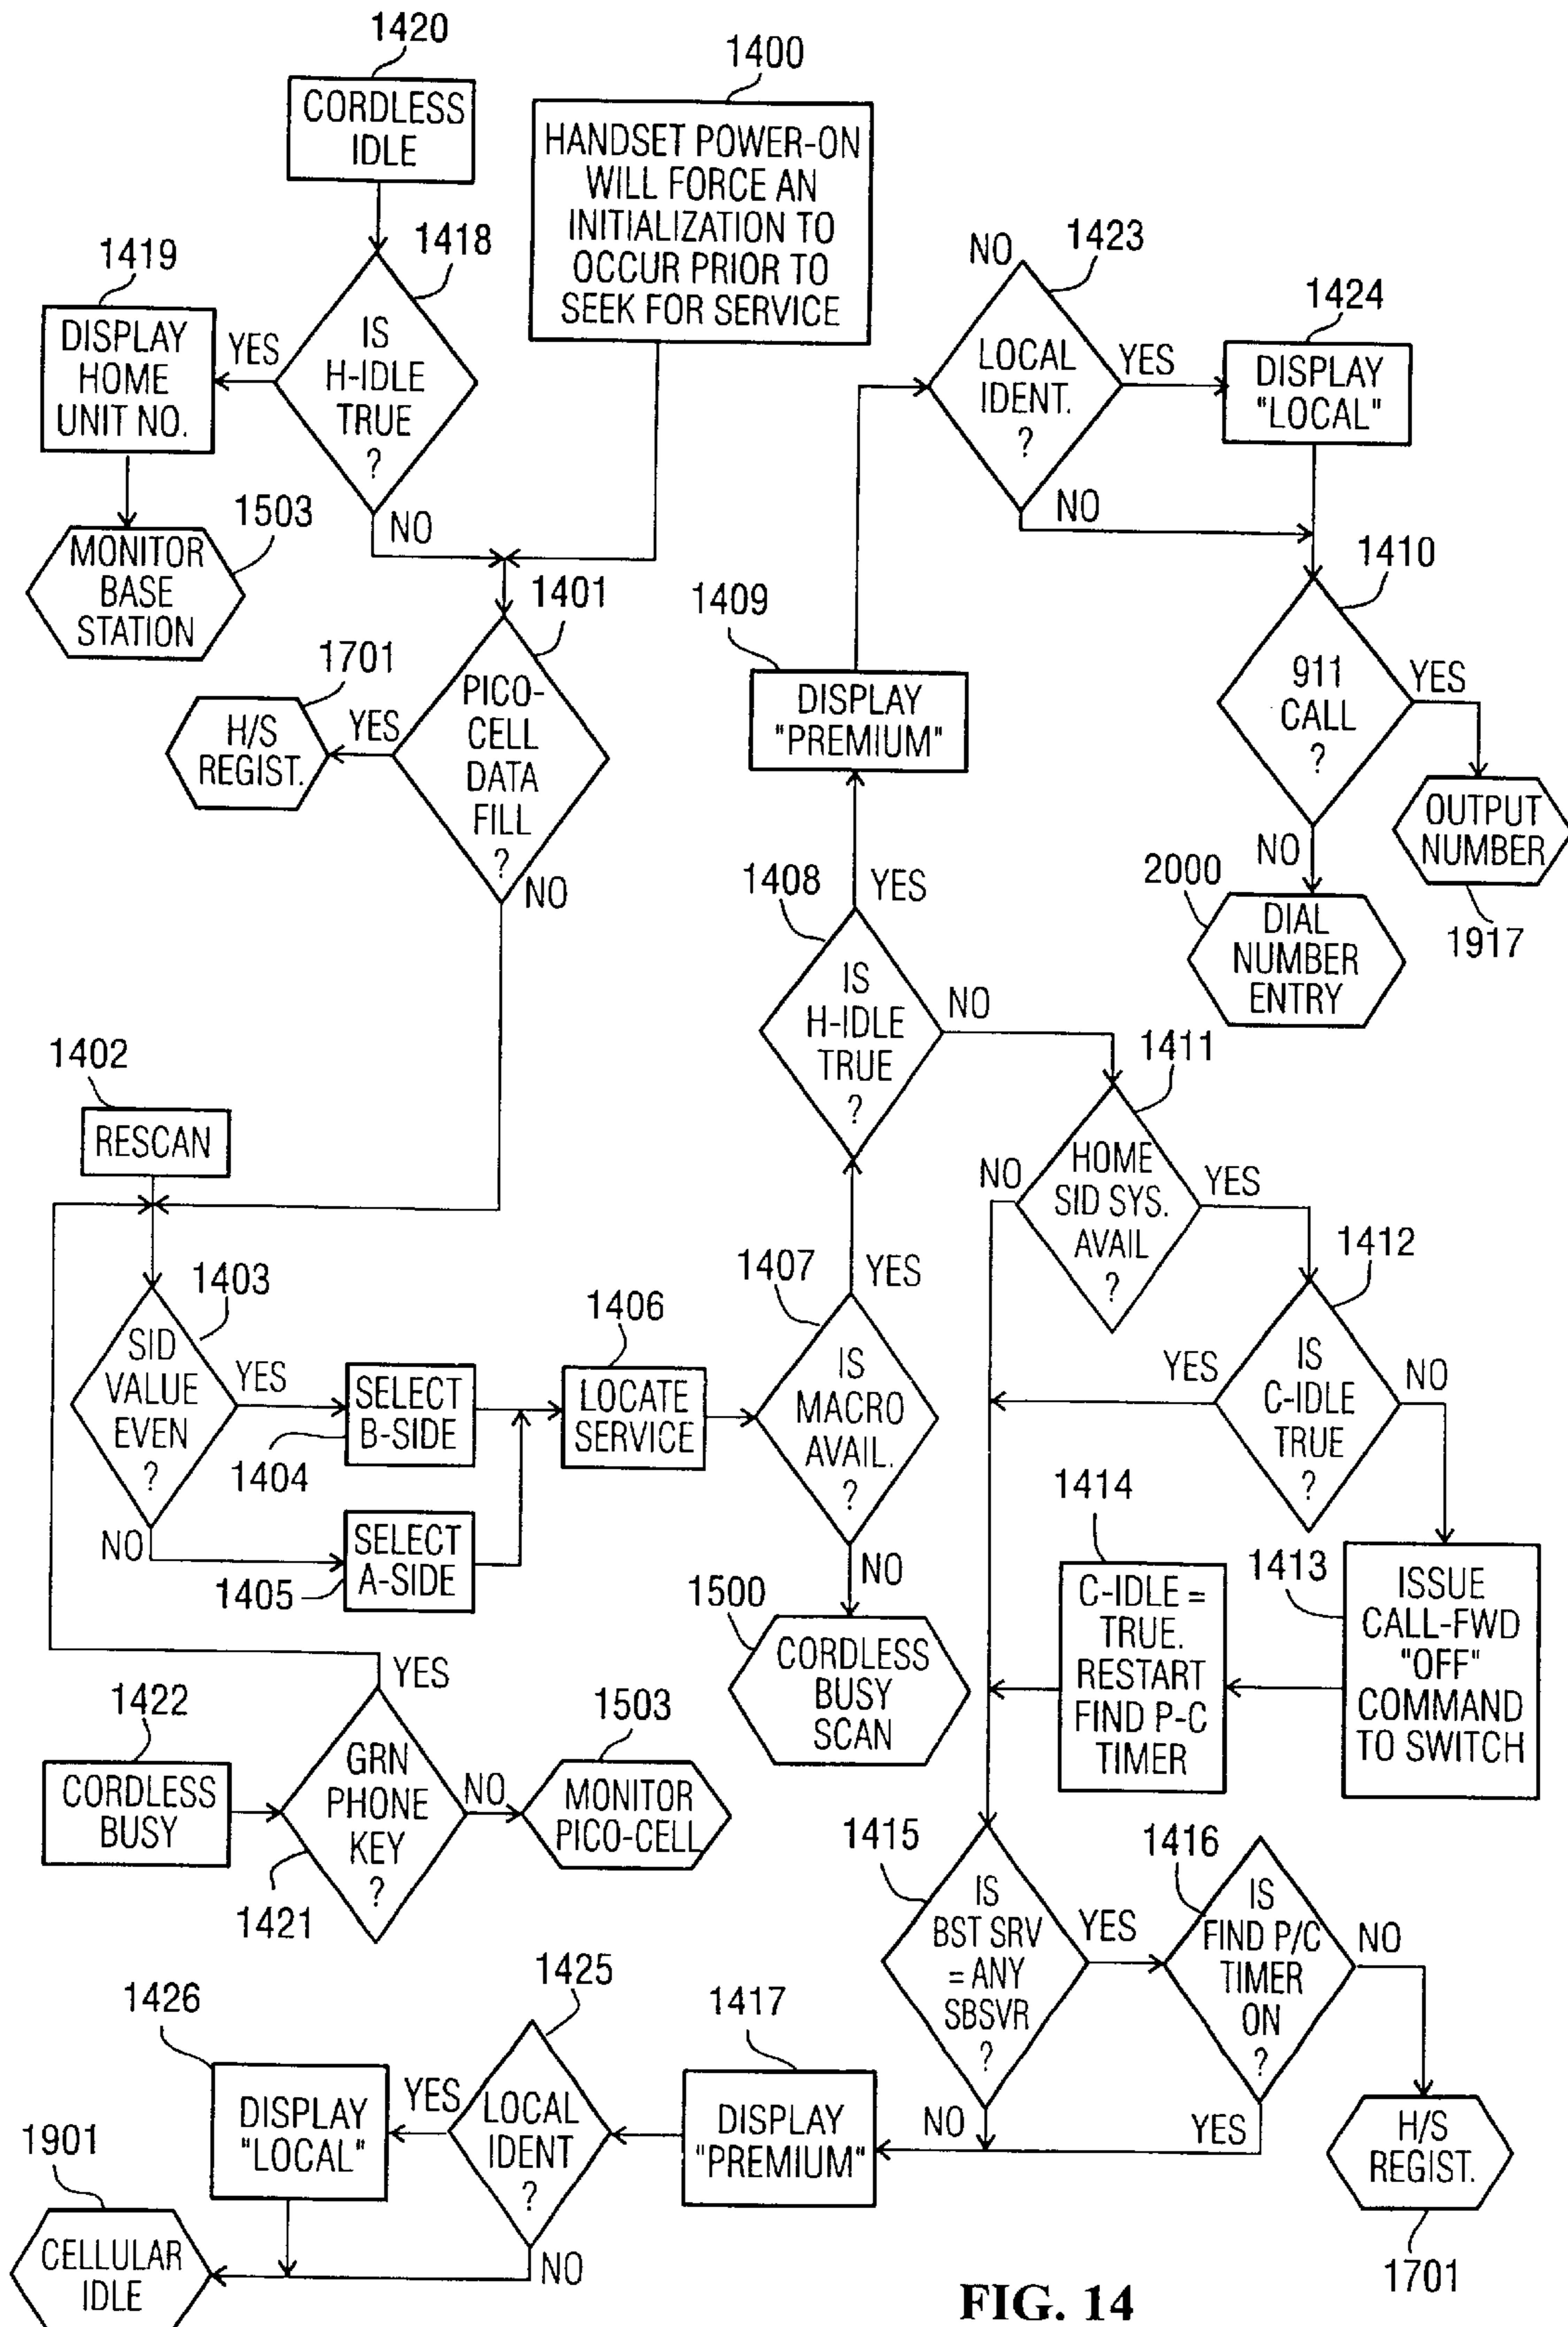 1420
CORDLESS
IDLE
1400
HANDSET POWER-ON
WILL FORCE AN
INITIALIZATION TO
OCCUR PRIOR TO
SEEK FOR SERVICE
1418
IS
H-IDLE
TRUE
?
YES
NO
1419
DISPLAY
HOME
UNIT NO.
1503
MONITOR
BASE
STATION
1401
PICO-
CELL
DATA
FILL
?
YES
NO
1701
H/S
REGIST.
1423
NO
LOCAL
IDENT.
?
YES
NO
1424
DISPLAY
"LOCAL"
1410
911
CALL
?
YES
NO
OUTPUT
NUMBER
1917
2000
DIAL
NUMBER
ENTRY
1409
DISPLAY
"PREMIUM"
1408
YES
IS
H-IDLE
TRUE
?
NO
1411
HOME
SID SYS.
AVAIL
?
NO
YES
1402
RESCAN
1403
SID
VALUE
EVEN
?
YES
NO
SELECT
B-SIDE
1404
SELECT
A-SIDE
1405
1406
LOCATE
SERVICE
1407
YES
IS
MACRO
AVAIL.
?
NO
1500
CORDLESS
BUSY
SCAN
1412
IS
C-IDLE
TRUE
?
YES
NO
1413
ISSUE
CALL-FWD
"OFF"
COMMAND
TO SWITCH
1414
C-IDLE =
TRUE.
RESTART
FIND P-C
TIMER
1422
CORDLESS
BUSY
YES
GRN
PHONE
KEY
?
1421
NO
1503
MONITOR
PICO-CELL
1415
IS
BST SRV
= ANY
SBSVR
?
YES
NO
1416
IS
FIND P/C
TIMER
ON
?
NO
YES
H/S
REGIST.
1701
1417
DISPLAY
"PREMIUM"
1425
LOCAL
IDENT
?
YES
NO
1426
DISPLAY
"LOCAL"
1901
CELLULAR
IDLE
FIG. 14